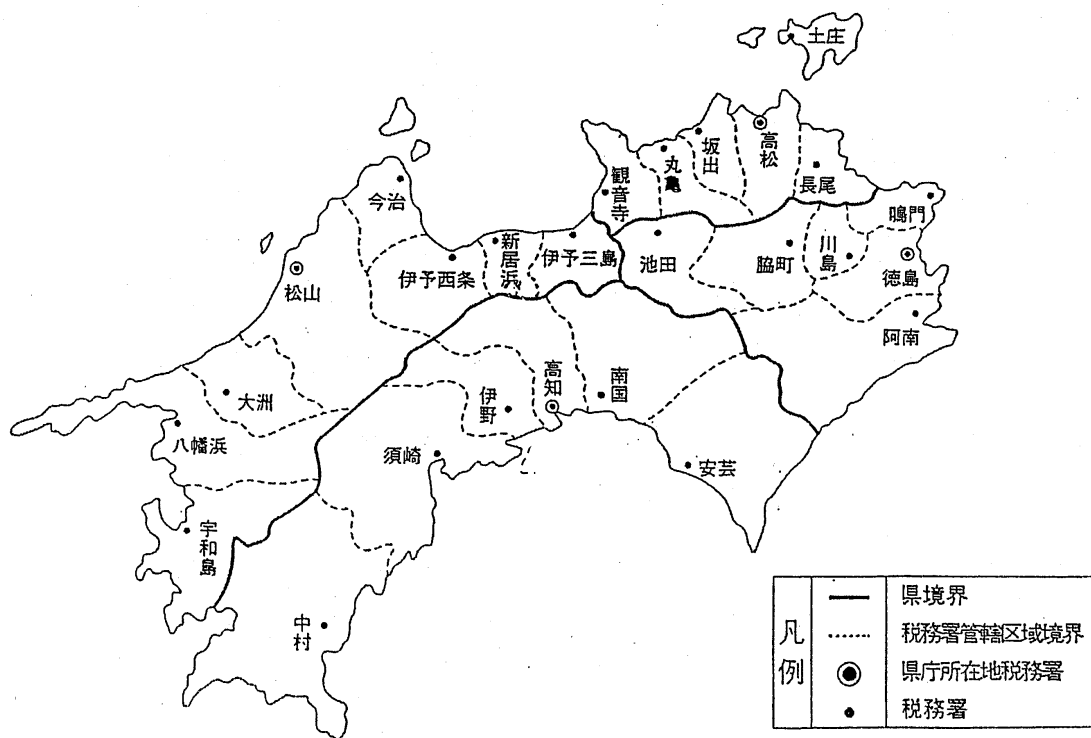 土庄
高松
坂出
丸亀
観音寺
長尾
鳴門
今治
新居浜
伊予三島
池田
脇町
川島
徳島
伊予西条
松山
阿南
大洲
高知
南国
伊野
八幡浜
須崎
安芸
宇和島
中村
凡例
県境界
税務署管轄区域境界
県庁所在地税務署
税務署